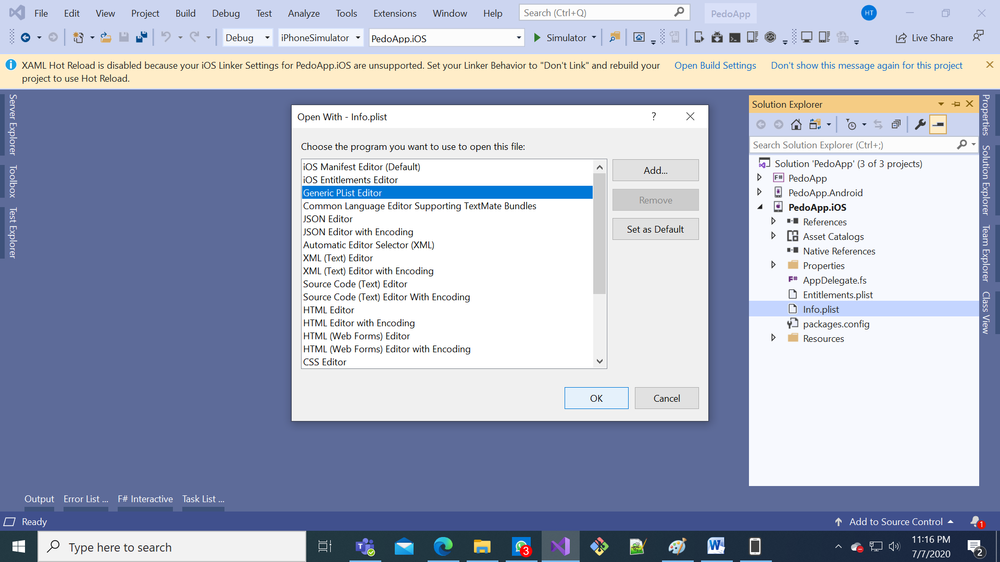 File Edit View Project Build Debug Test Analyze Tools Extensions Window Help Search (Ctrl+Q) PedoApp HT
Debug iPhoneSimulator PedoApp.iOS Simulator Live Share
XAML Hot Reload is disabled because your iOS Linker Settings for PedoApp.iOS are unsupported. Set your Linker Behavior to "Don't Link" and rebuild your Open Build Settings Don't show this message again for this project
project to use Hot Reload.
Server Explorer
Toolbox
Test Explorer
Open With - Info.plist ?
Choose the program you want to use to open this file:
iOS Manifest Editor (Default)
iOS Entitlements Editor
Generic PList Editor
Common Language Editor Supporting TextMate Bundles
JSON Editor
JSON Editor with Encoding
Automatic Editor Selector (XML)
XML (Text) Editor
XML (Text) Editor with Encoding
Source Code (Text) Editor
Source Code (Text) Editor With Encoding
HTML Editor
HTML Editor with Encoding
HTML (Web Forms) Editor
HTML (Web Forms) Editor with Encoding
CSS Editor
Add...
Remove
Set as Default
OK Cancel
Solution Explorer
Search Solution Explorer (Ctrl+;)
Solution 'PedoApp' (3 of 3 projects)
F# PedoApp
PedoApp.Android
PedoApp.iOS
References
Asset Catalogs
Native References
Properties
F# AppDelegate.fs
Entitlements.plist
Info.plist
packages.config
Resources
Properties
Solution Explorer
Team Explorer
Class View
Output Error List ... F# Interactive Task List ...
Ready Add to Source Control 1
Type here to search T 3 W 11:16 PM 2
7/7/2020